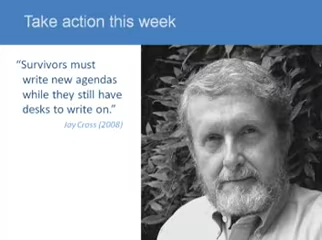 Take action this week
“Survivors must
write new agendas
while they still have
desks to write on.”
Jay Cross (2008)